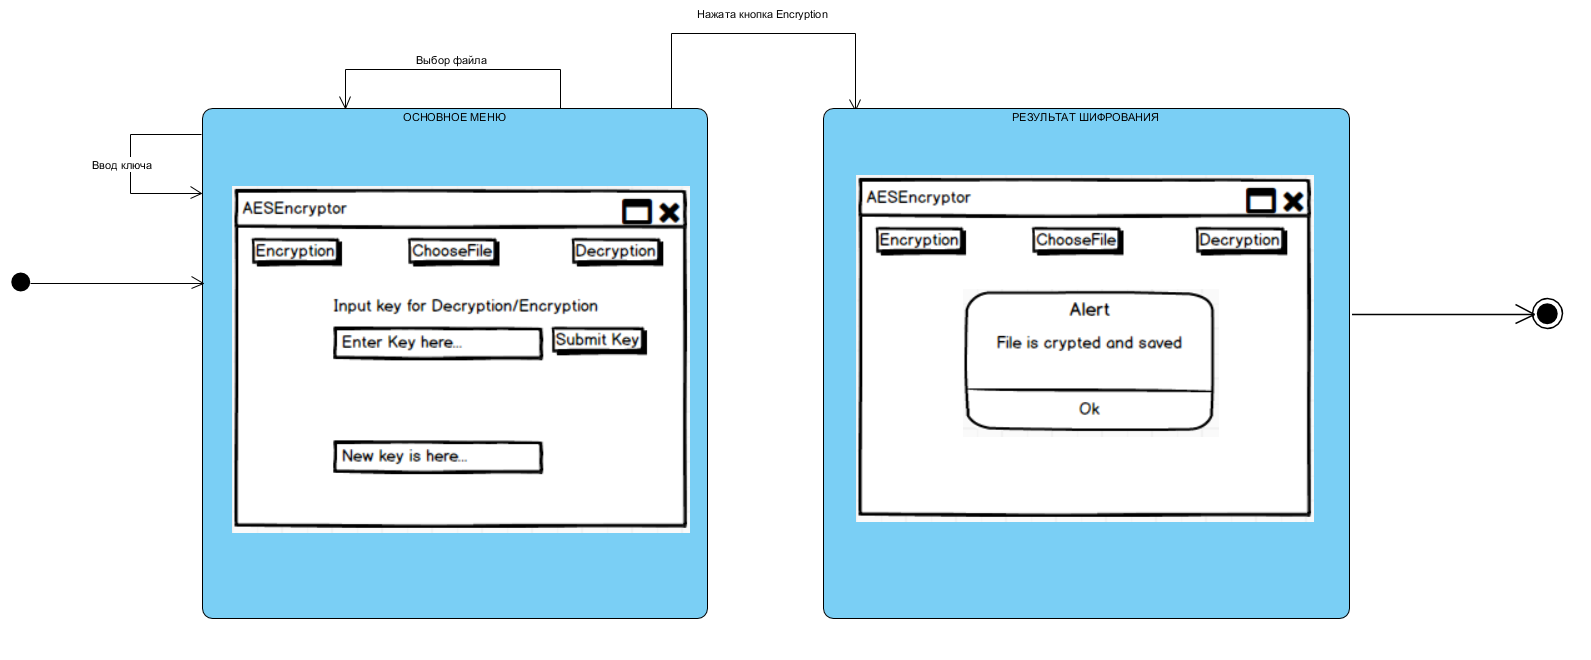 Нажата кнопка Encryption
Выбор файла
Ввод ключа
ОСНОВНОЕ МЕНЮ
AESEncryptor
Encryption
ChooseFile
Decryption
Input key for Decryption/Encryption
Enter Key here...
Submit Key
New key is here...
РЕЗУЛЬТАТ ШИФРОВАНИЯ
AESEncryptor
Encryption
ChooseFile
Decryption
Alert
File is crypted and saved
Ok